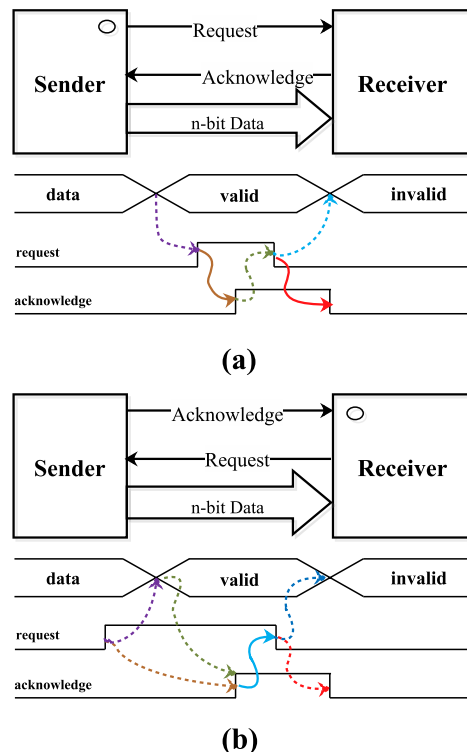 Request
Sender
Acknowledge
Receiver
n-bit Data
data
valid
invalid
request
acknowledge
(a)
Acknowledge
Sender
Request
Receiver
n-bit Data
data
valid
invalid
request
acknowledge
(b)